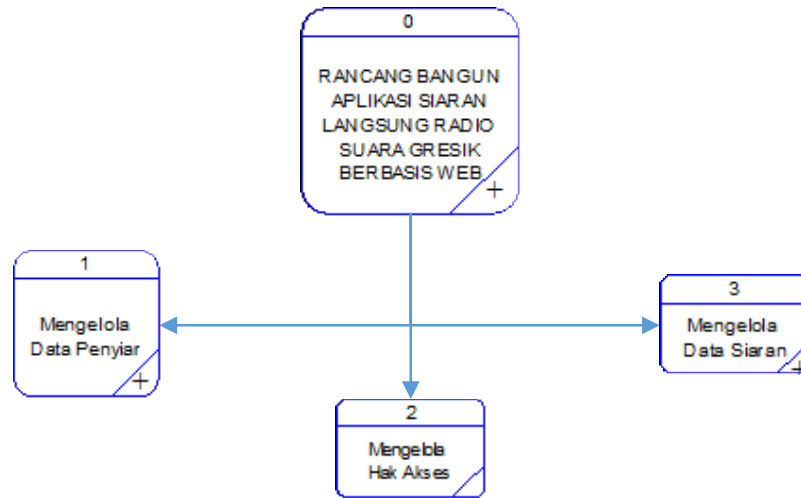 0
RANCANG BANGUN
APLIKASI SIARAN
LANGSUNG RADIO
SUARA GRESIK
BERBASIS WEB
+
1
Mengelola
Data Penyiar
+
3
Mengelola
Data Siaran
+
2
Mengelola
Hak Akses